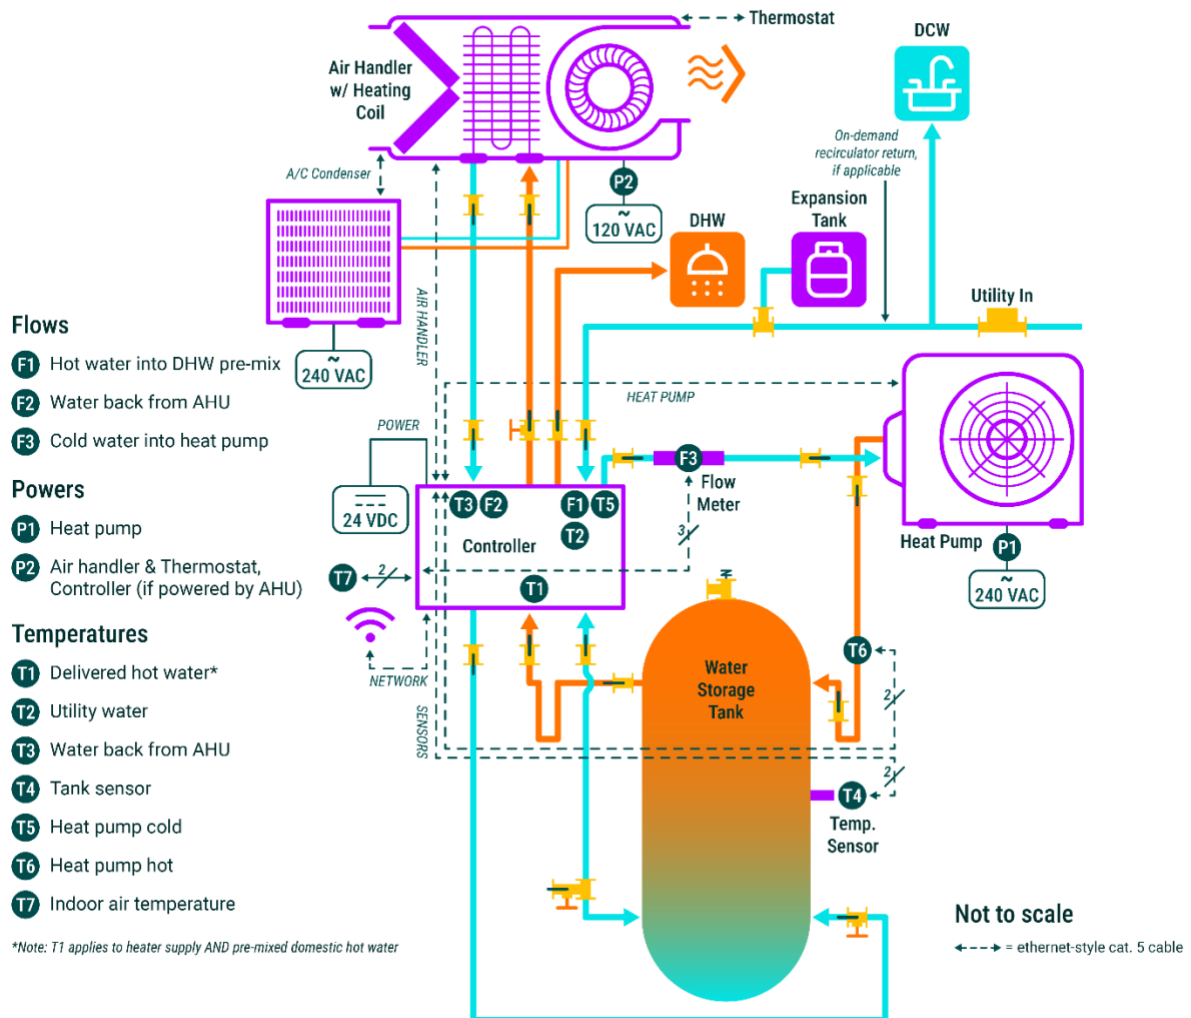 Thermostat
DCW
Air Handler
w/ Heating
Coil
On-demand
recirculator return,
if applicable
A/C Condenser
P2
~
120 VAC
DHW
Expansion
Tank
Utility In
AIR HANDLER
~
240 VAC
HEAT PUMP
POWER
24 VDC
F3
Flow
Meter
3
T3 F2
F1 T5
T2
Controller
T1
T7
2
NETWORK
SENSORS
Heat Pump
P1
~
240 VAC
T6
2
Water
Storage
Tank
2
T4
Temp.
Sensor
Flows
F1 Hot water into DHW pre-mix
F2 Water back from AHU
F3 Cold water into heat pump
Powers
P1 Heat pump
P2 Air handler & Thermostat,
Controller (if powered by AHU)
Temperatures
T1 Delivered hot water*
T2 Utility water
T3 Water back from AHU
T4 Tank sensor
T5 Heat pump cold
T6 Heat pump hot
T7 Indoor air temperature
*Note: T1 applies to heater supply AND pre-mixed domestic hot water
Not to scale
= ethernet-style cat. 5 cable